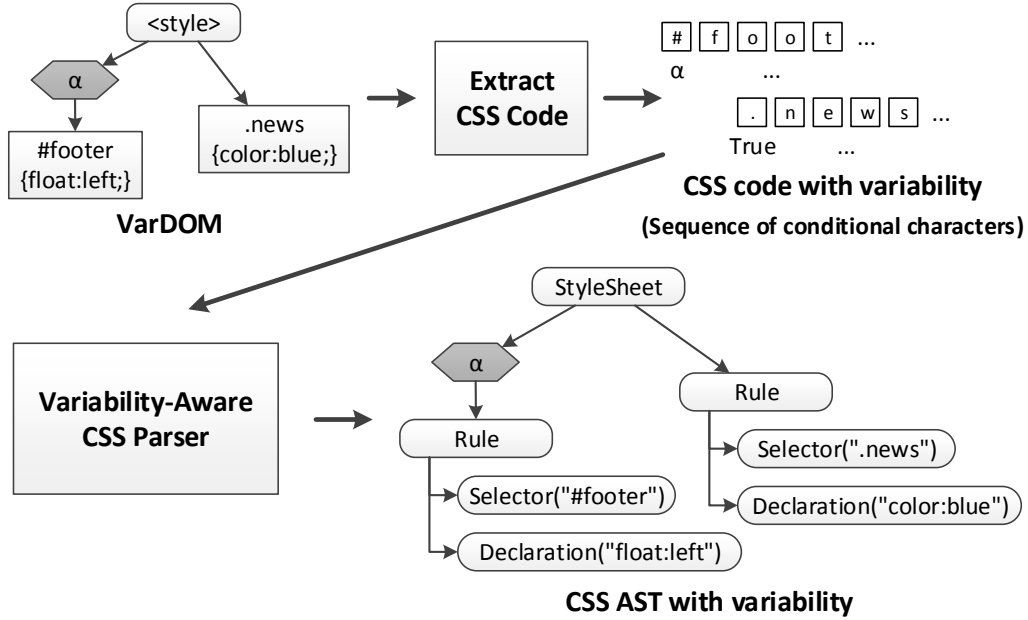 <style>
α
#footer
{float:left;}
.news
{color:blue;}
VarDOM
Extract
CSS Code
# f o o t ...
α ...
. n e w s ...
True ...
CSS code with variability
(Sequence of conditional characters)
Variability-Aware
CSS Parser
StyleSheet
α
Rule
Selector("#footer")
Declaration("float:left")
Rule
Selector(".news")
Declaration("color:blue")
CSS AST with variability